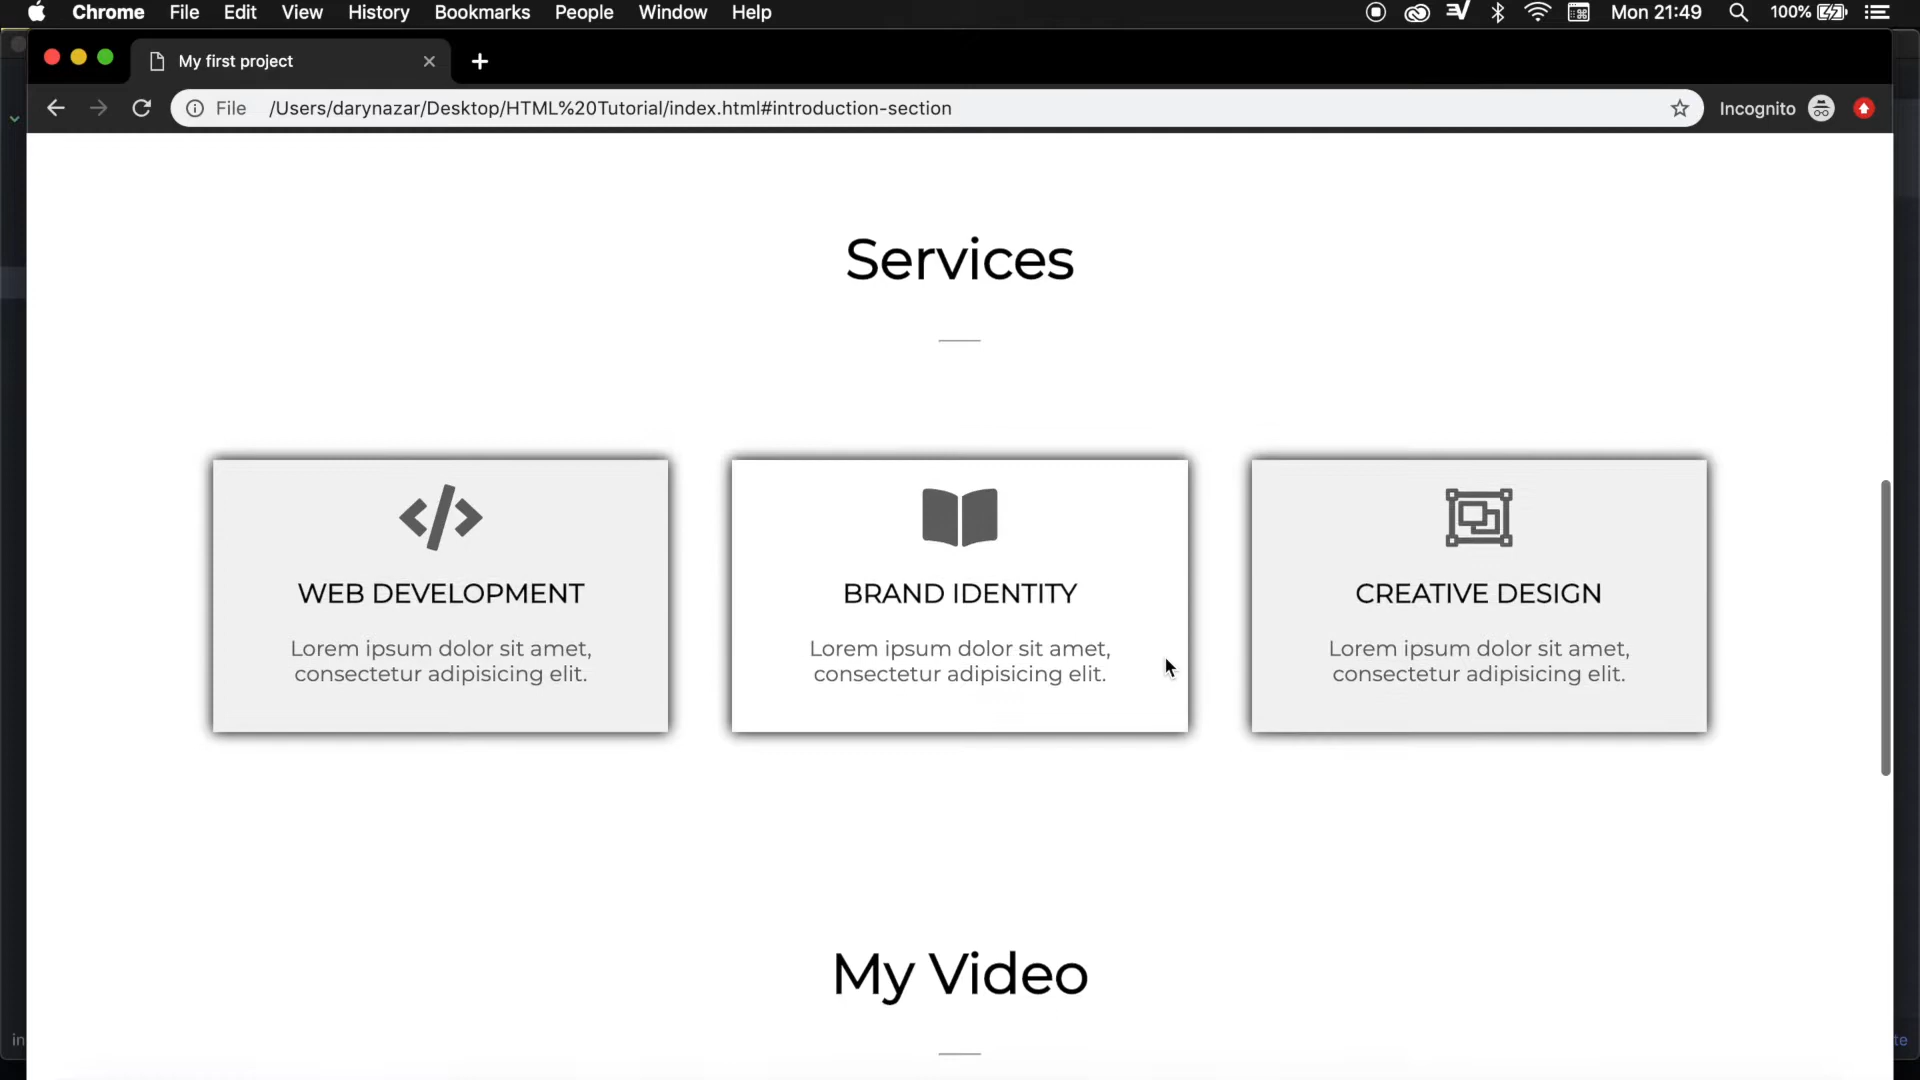 Chrome File Edit View History Bookmarks People Window Help Mon 21:49 100%
My first project
File /Users/darynazar/Desktop/HTML%20Tutorial/index.html#introduction-section Incognito
Services
WEB DEVELOPMENT
Lorem ipsum dolor sit amet,
consectetur adipisicing elit.
BRAND IDENTITY
Lorem ipsum dolor sit amet,
consectetur adipisicing elit.
CREATIVE DESIGN
Lorem ipsum dolor sit amet,
consectetur adipisicing elit.
My Video